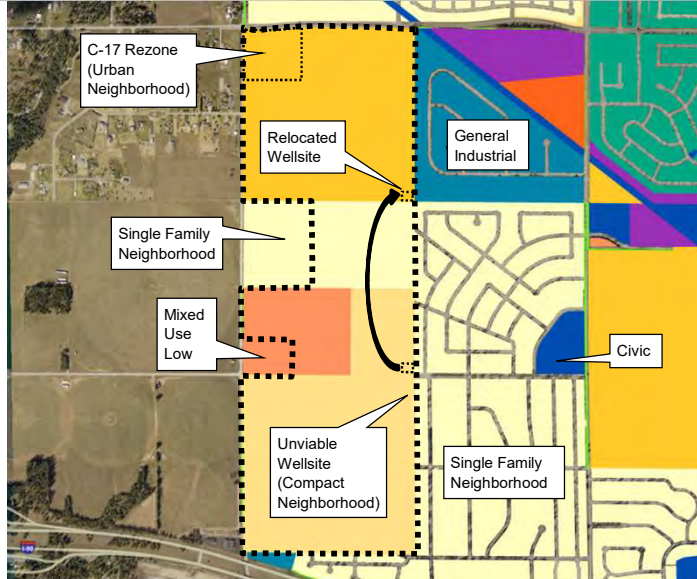 C-17 Rezone
(Urban
Neighborhood)
Relocated
Wellsite
General
Industrial
Single Family
Neighborhood
Mixed
Use
Low
Civic
Unviable
Wellsite
(Compact
Neighborhood)
Single Family
Neighborhood
I-90